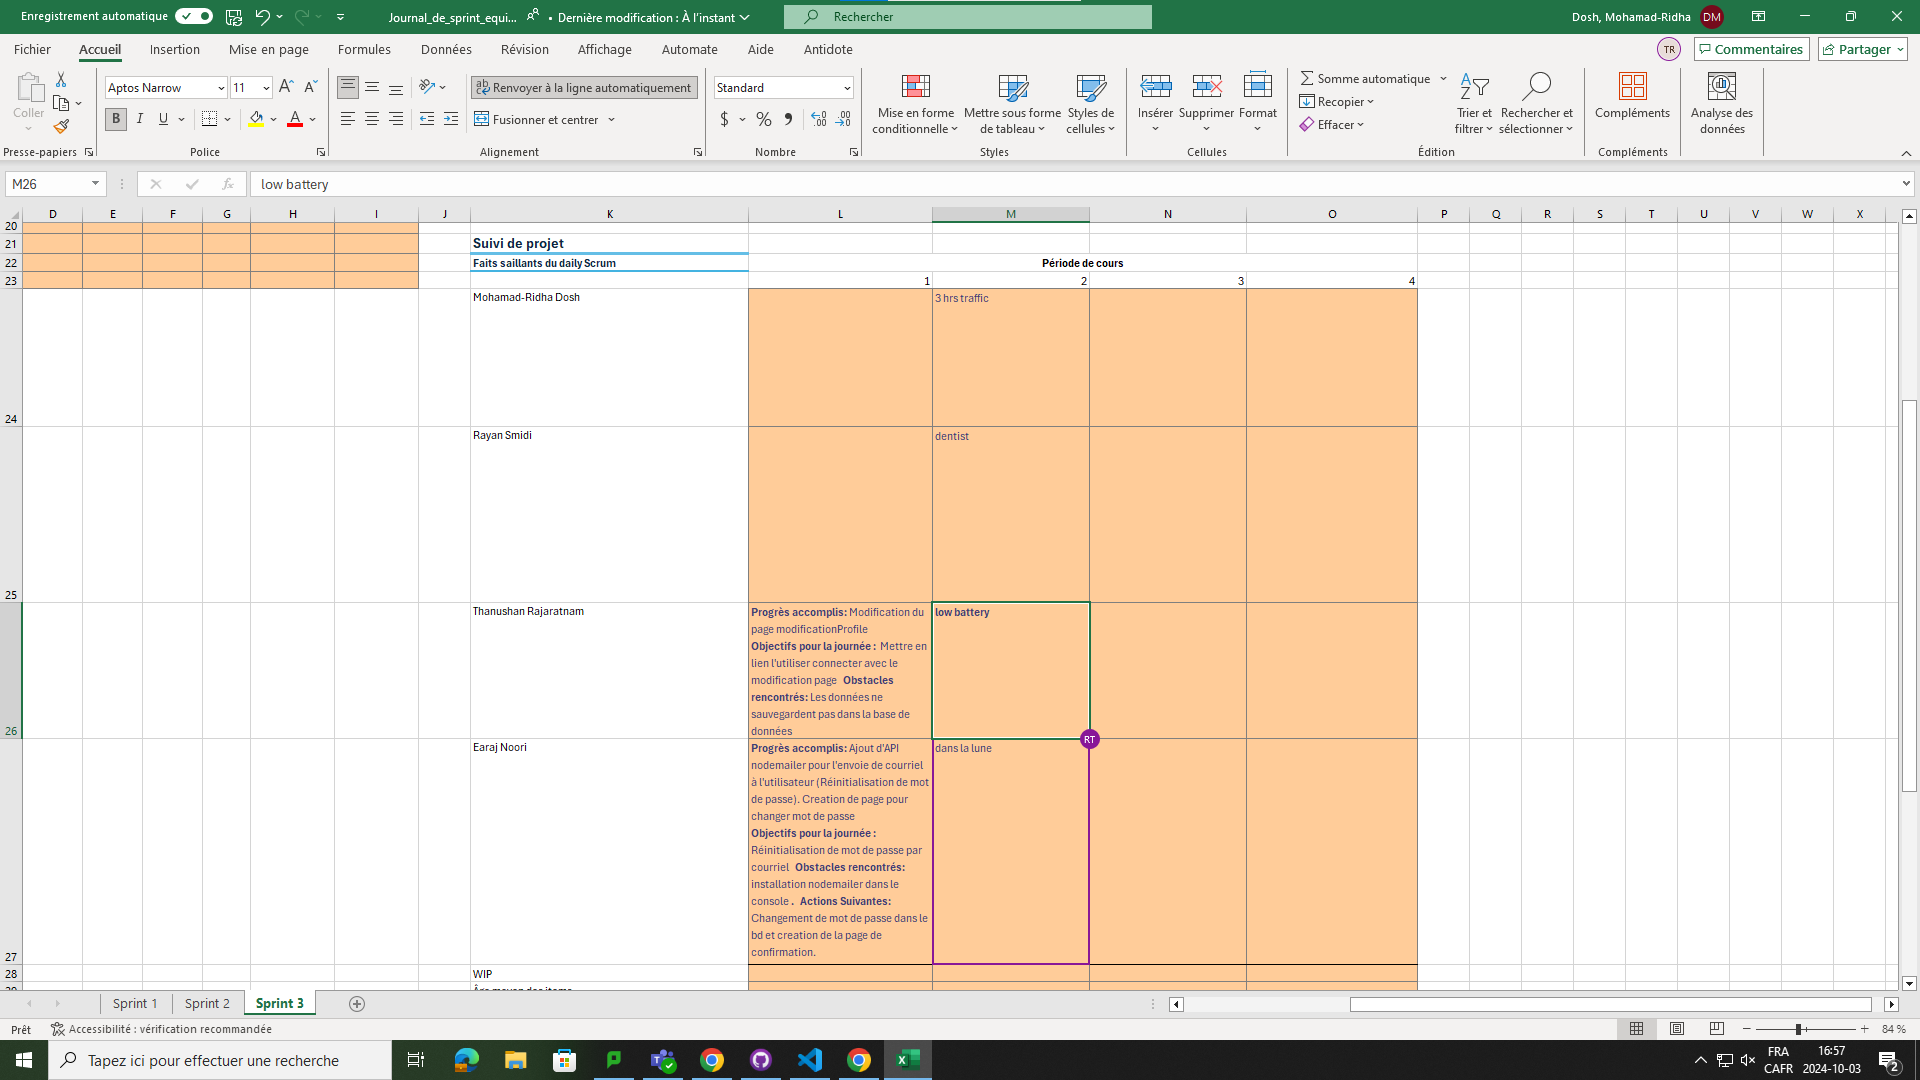 Enregistrement automatique
Journal_de_sprint_equi... • Dernière modification : À l'instant
Rechercher
Dosh, Mohamad-Ridha DM
Fichier Accueil Insertion Mise en page Formules Données Révision Affichage Automate Aide Antidote
TR Commentaires Partager
Coller
Aptos Narrow 11
Renvoyer à la ligne automatiquement
Standard
Mise en forme conditionnelle
Mettre sous forme de tableau
Styles de cellules
Insérer Supprimer Format
Somme automatique
Recopier
Effacer
Trier et filtrer
Rechercher et sélectionner
Compléments
Analyse des données
B I U
Fusionner et centrer
$ % 
Presse-papiers Police Alignement Nombre Styles Cellules Édition Compléments
M26 fx low battery
D E F G H I J K L M N O P Q R S T U V W X
20
21 Suivi de projet
22 Faits saillants du daily Scrum Période de cours
23 1 2 3 4
Mohamad-Ridha Dosh 3 hrs traffic
24
Rayan Smidi dentist
25
Thanushan Rajaratnam
Progrès accomplis: Modification du
page modificationProfile
Objectifs pour la journée : Mettre en
lien l'utiliser connecter avec le
modification page Obstacles
rencontrés: Les données ne
sauvegardent pas dans la base de
données
low battery
26
RT
Earaj Noori
Progrès accomplis: Ajout d'API
nodemailer pour l'envoie de courriel
à l'utilisateur (Réinitialisation de mot
de passe). Creation de page pour
changer mot de passe
Objectifs pour la journée :
Réinitialisation de mot de passe par
courriel Obstacles rencontrés:
installation nodemailer dans le
console . Actions Suivantes:
Changement de mot de passe dans le
bd et creation de la page de
confirmation.
dans la lune
27
28 WIP
29 Âge moyen des items
Sprint 1 Sprint 2 Sprint 3
Prêt Accessibilité : vérification recommandée
84 %
Tapez ici pour effectuer une recherche
FRA
CAFR
16:57
2024-10-03
2